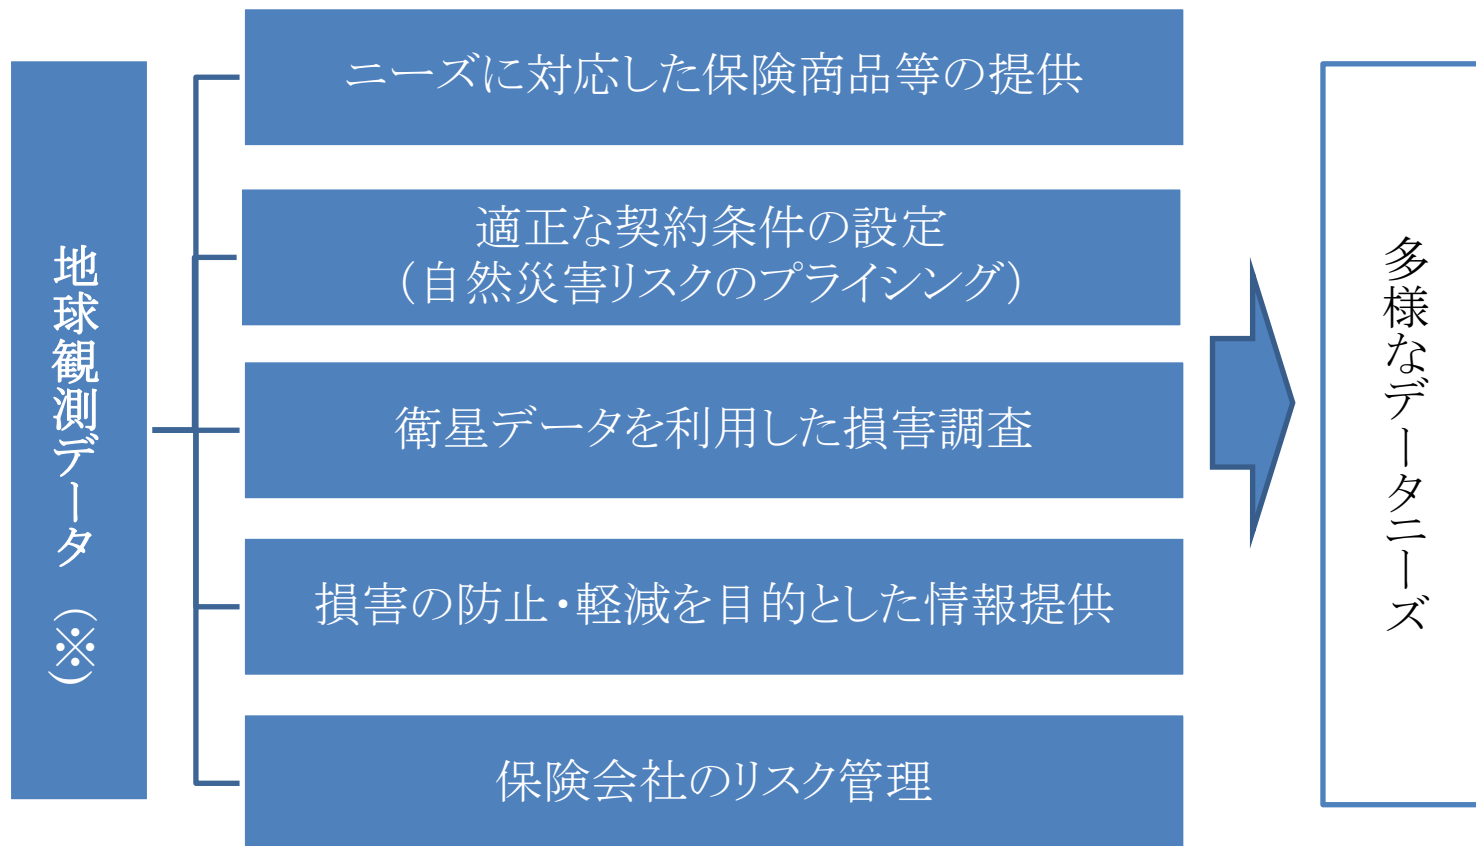 地球観測データ（※）
ニーズに対応した保険商品等の提供
適正な契約条件の設定
（自然災害リスクのプライシング）
衛星データを利用した損害調査
損害の防止・軽減を目的とした情報提供
保険会社のリスク管理
多様なデータニーズ